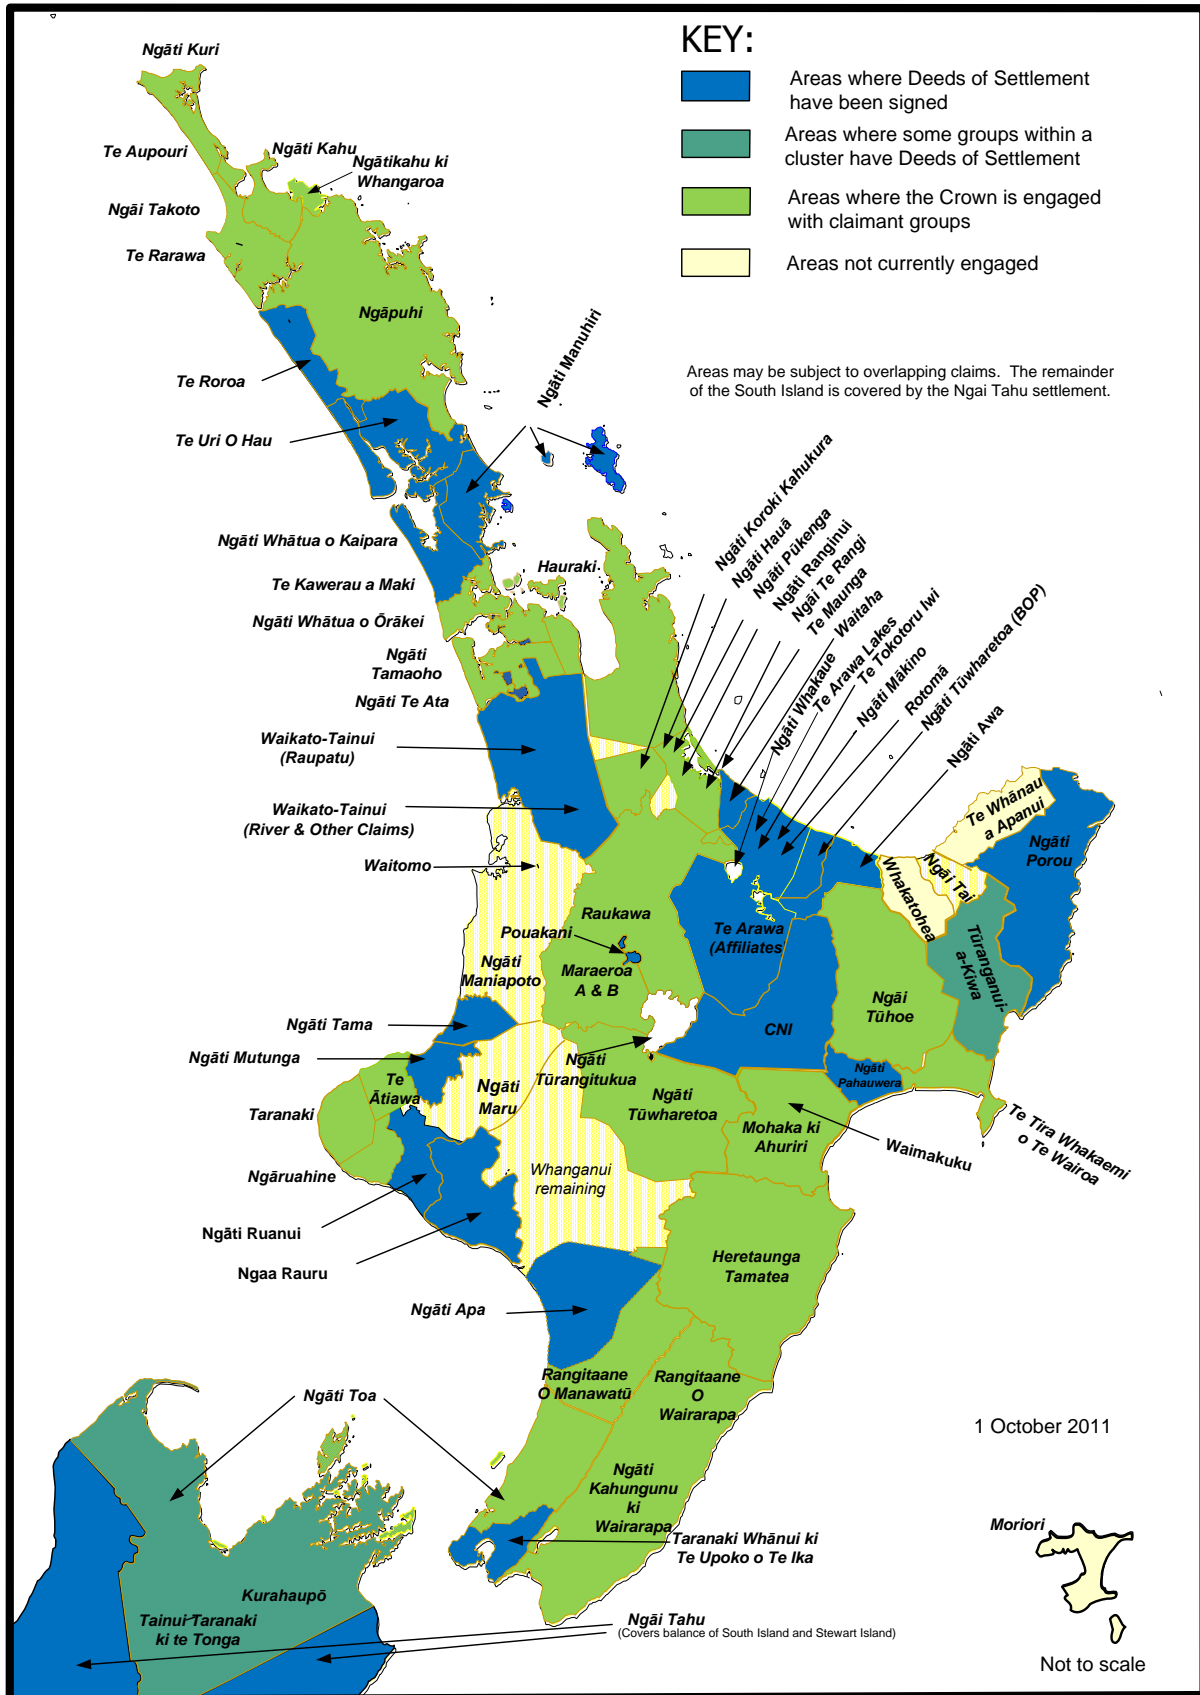 KEY:
Areas where Deeds of Settlement
have been signed
Areas where some groups within a
cluster have Deeds of Settlement
Areas where the Crown is engaged
with claimant groups
Areas not currently engaged
Areas may be subject to overlapping claims. The remainder
of the South Island is covered by the Ngai Tahu settlement.
Ngāti Kuri
Te Aupouri
Ngāti Kahu
Ngātikahu ki
Whangaroa
Ngāi Takoto
Te Rarawa
Ngāpuhi
Te Roroa
Ngāti Manuhiri
Te Uri O Hau
Ngāti Whātua o Kaipara
Te Kawerau a Maki
Hauraki
Ngāti Whātua o Ōrākei
Ngāti
Tamaoho
Ngāti Te Ata
Ngāti Koroki Kahukura
Ngāti Hauā
Ngāti Pūkenga
Ngāti Ranginui
Ngāi Te Rangi
Te Maunga
Waitaha
Ngāti Whakaue
Te Arawa Lakes
Te Tokotoru Iwi
Ngāti Mākino
Rotomā
Ngāti Tūwharetoa (BOP)
Ngāti Awa
Waikato-Tainui
(Raupatu)
Waikato-Tainui
(River & Other Claims)
Waitomo
Te Whānau
a Apanui
Ngāti
Porou
Ngāi Tai
Whakatohea
Tūranganui-
a-Kiwa
Raukawa
Pouakani
Te Arawa
(Affiliates)
Ngāti
Maniapoto
Maraeroa
A & B
Ngāi
Tūhoe
CNI
Ngāti Tama
Ngāti Mutunga
Ngāti
Tūrangitukua
Ngāti
Pahauwera
Te
Ātiawa
Ngāti
Maru
Ngāti
Tūwharetoa
Taranaki
Mohaka ki
Ahuriri
Waimakuku
Te Tira Whakaemi
o Te Wairoa
Ngāruahine
Whanganui
remaining
Ngāti Ruanui
Ngaa Rauru
Heretaunga
Tamatea
Ngāti Apa
Rangitaane
O Manawatū
Rangitaane
O
Wairarapa
Ngāti Toa
1 October 2011
Ngāti
Kahungunu
ki
Wairarapa
Taranaki Whānui ki
Te Upoko o Te Ika
Moriori
Kurahaupō
Tainui-Taranaki
ki te Tonga
Ngāi Tahu
(Covers balance of South Island and Stewart Island)
Not to scale